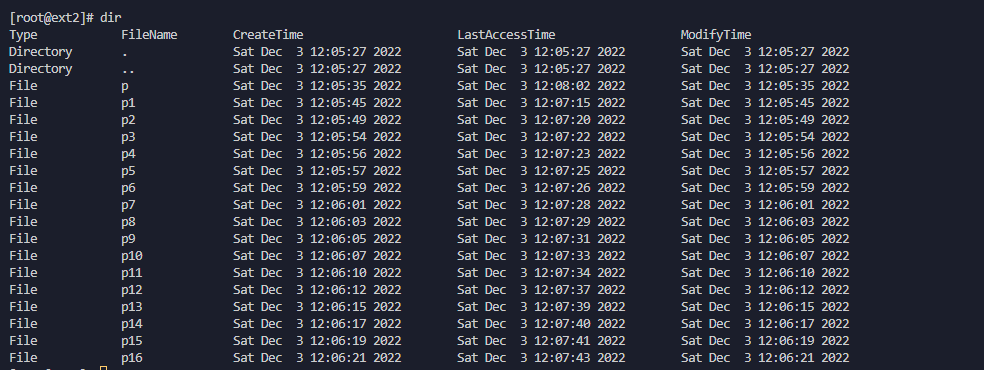 [root@ext2]# dir
Type FileName CreateTime LastAccessTime ModifyTime
Directory . Sat Dec 3 12:05:27 2022 Sat Dec 3 12:05:27 2022 Sat Dec 3 12:05:27 2022
Directory .. Sat Dec 3 12:05:27 2022 Sat Dec 3 12:05:27 2022 Sat Dec 3 12:05:27 2022
File p Sat Dec 3 12:05:35 2022 Sat Dec 3 12:08:02 2022 Sat Dec 3 12:05:35 2022
File p1 Sat Dec 3 12:05:45 2022 Sat Dec 3 12:07:15 2022 Sat Dec 3 12:05:45 2022
File p2 Sat Dec 3 12:05:49 2022 Sat Dec 3 12:07:20 2022 Sat Dec 3 12:05:49 2022
File p3 Sat Dec 3 12:05:54 2022 Sat Dec 3 12:07:22 2022 Sat Dec 3 12:05:54 2022
File p4 Sat Dec 3 12:05:56 2022 Sat Dec 3 12:07:23 2022 Sat Dec 3 12:05:56 2022
File p5 Sat Dec 3 12:05:57 2022 Sat Dec 3 12:07:25 2022 Sat Dec 3 12:05:57 2022
File p6 Sat Dec 3 12:05:59 2022 Sat Dec 3 12:07:26 2022 Sat Dec 3 12:05:59 2022
File p7 Sat Dec 3 12:06:01 2022 Sat Dec 3 12:07:28 2022 Sat Dec 3 12:06:01 2022
File p8 Sat Dec 3 12:06:03 2022 Sat Dec 3 12:07:29 2022 Sat Dec 3 12:06:03 2022
File p9 Sat Dec 3 12:06:05 2022 Sat Dec 3 12:07:31 2022 Sat Dec 3 12:06:05 2022
File p10 Sat Dec 3 12:06:07 2022 Sat Dec 3 12:07:33 2022 Sat Dec 3 12:06:07 2022
File p11 Sat Dec 3 12:06:10 2022 Sat Dec 3 12:07:34 2022 Sat Dec 3 12:06:10 2022
File p12 Sat Dec 3 12:06:12 2022 Sat Dec 3 12:07:37 2022 Sat Dec 3 12:06:12 2022
File p13 Sat Dec 3 12:06:15 2022 Sat Dec 3 12:07:39 2022 Sat Dec 3 12:06:15 2022
File p14 Sat Dec 3 12:06:17 2022 Sat Dec 3 12:07:40 2022 Sat Dec 3 12:06:17 2022
File p15 Sat Dec 3 12:06:19 2022 Sat Dec 3 12:07:41 2022 Sat Dec 3 12:06:19 2022
File p16 Sat Dec 3 12:06:21 2022 Sat Dec 3 12:07:43 2022 Sat Dec 3 12:06:21 2022